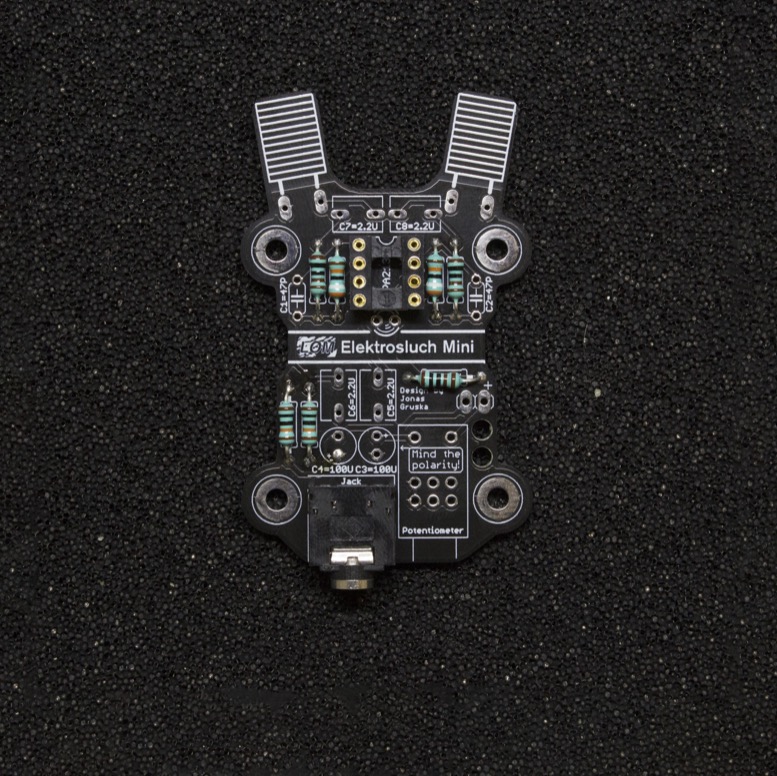 C7=2.2U C8=2.2U
C1=47P
C2=47P
LOM Elektrosluch Mini
C6=2.2U
C5=2.2U
+
Design by
Jonas
Gruska
+
Mind the
polarity!
C4=100U C3=100U
Jack
Potentiometer